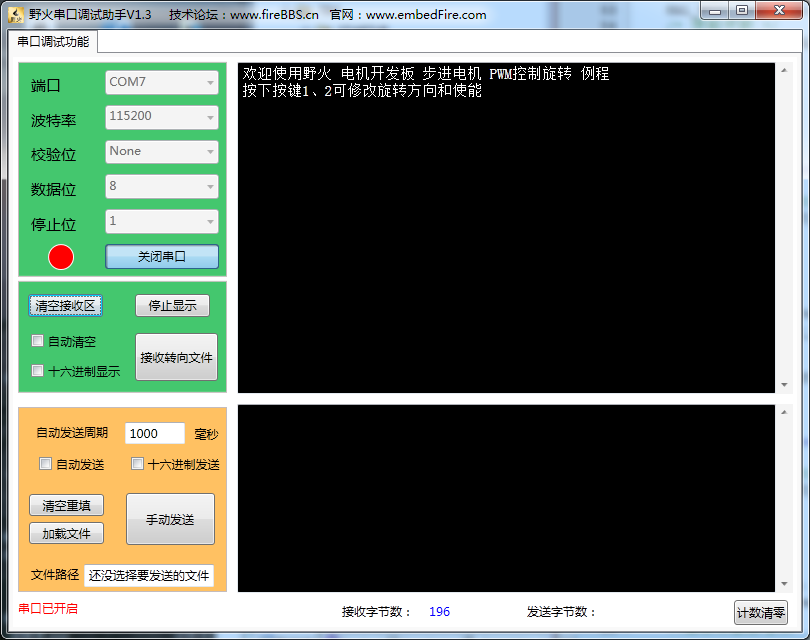 野火串口调试助手V1.3 技术论坛：www.fireBBS.cn 官网：www.embedFire.com
串口调试功能
端口 COM7
波特率 115200
校验位 None
数据位 8
停止位 1
关闭串口
清空接收区 停止显示
自动清空
十六进制显示
接收转向文件
欢迎使用野火 电机开发板 步进电机 PWM控制旋转 例程
按下按键1、2可修改旋转方向和使能
自动发送周期 1000 毫秒
自动发送 十六进制发送
清空重填
加载文件
手动发送
文件路径 还没选择要发送的文件
串口已开启 接收字节数： 196 发送字节数： 计数清零